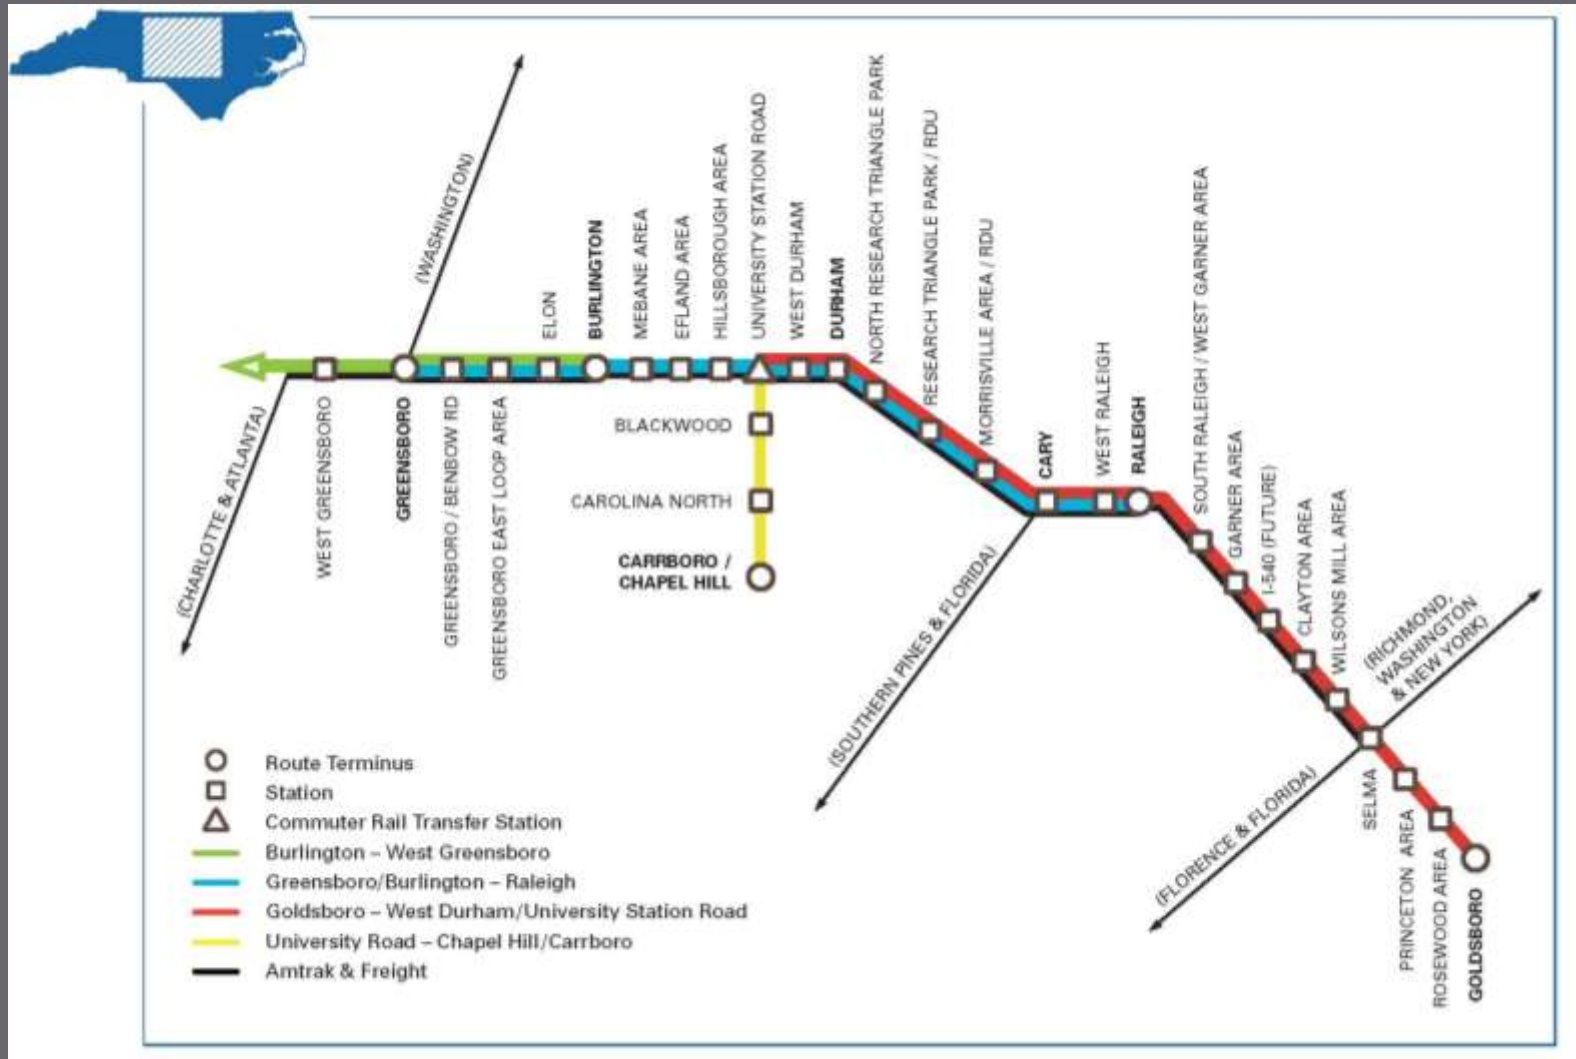 (WASHINGTON)
(CHARLOTTE & ATLANTA)
WEST GREENSBORO
GREENSBORO
GREENSBORO / BENBOW RD
GREENSBORO EAST LOOP AREA
ELON
BURLINGTON
MEBANE AREA
EFLAND AREA
HILLSBOROUGH AREA
UNIVERSITY STATION ROAD
WEST DURHAM
DURHAM
NORTH RESEARCH TRIANGLE PARK
RESEARCH TRIANGLE PARK / RDU
MORRISVILLE AREA / RDU
CARY
WEST RALEIGH
RALEIGH
SOUTH RALEIGH / WEST GARNER AREA
GARNER AREA
I-540 (FUTURE)
CLAYTON AREA
WILSONS MILL AREA
(RICHMOND,
WASHINGTON
& NEW YORK)
BLACKWOOD
CAROLINA NORTH
CARRBORO /
CHAPEL HILL
(SOUTHERN PINES & FLORIDA)
(FLORENCE & FLORIDA)
SELMA
PRINCETON AREA
ROSEWOOD AREA
GOLDSBORO
Route Terminus
Station
Commuter Rail Transfer Station
Burlington – West Greensboro
Greensboro/Burlington – Raleigh
Goldsboro – West Durham/University Station Road
University Road – Chapel Hill/Carrboro
Amtrak & Freight